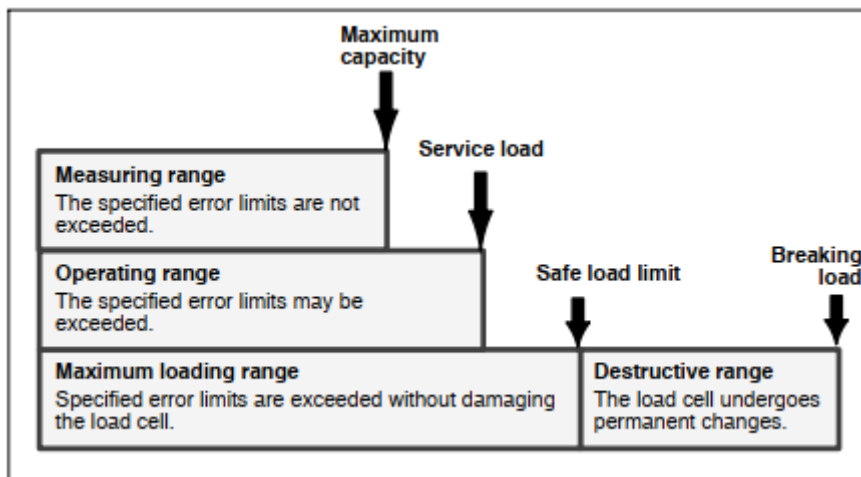 Maximum
capacity
Service load
Measuring range
The specified error limits are not
exceeded.
Operating range
The specified error limits may be
exceeded.
Safe load limit
Breaking
load
Maximum loading range
Specified error limits are exceeded without damaging
the load cell.
Destructive range
The load cell undergoes
permanent changes.